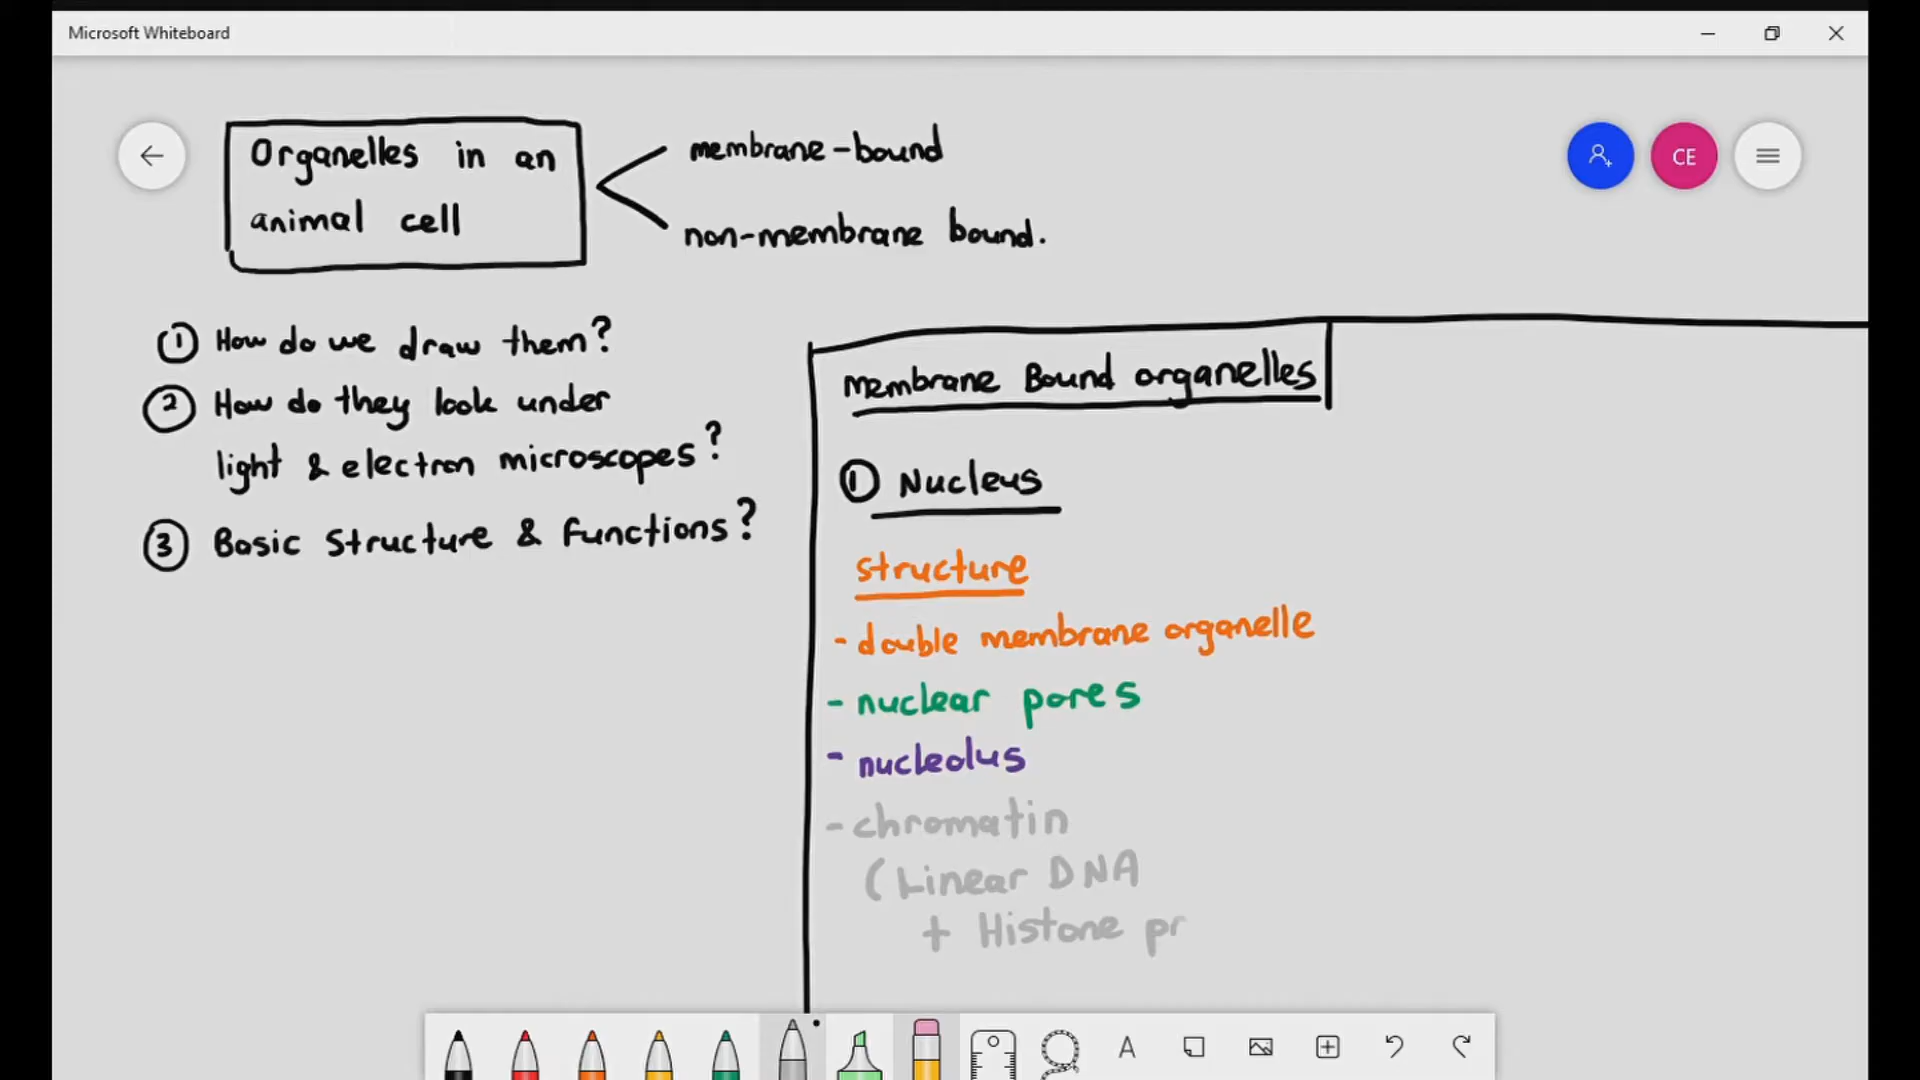 Microsoft Whiteboard
Organelles in an
animal cell
membrane-bound
non-membrane bound.
CE
① How do we draw them?
② How do they look under
light & electron microscopes?
③ Basic Structure & functions?
Membrane Bound organelles
① Nucleus
structure
- double membrane organelle
- nuclear pores
- nucleolus
- chromatin
(Linear DNA
+ Histone pr
A